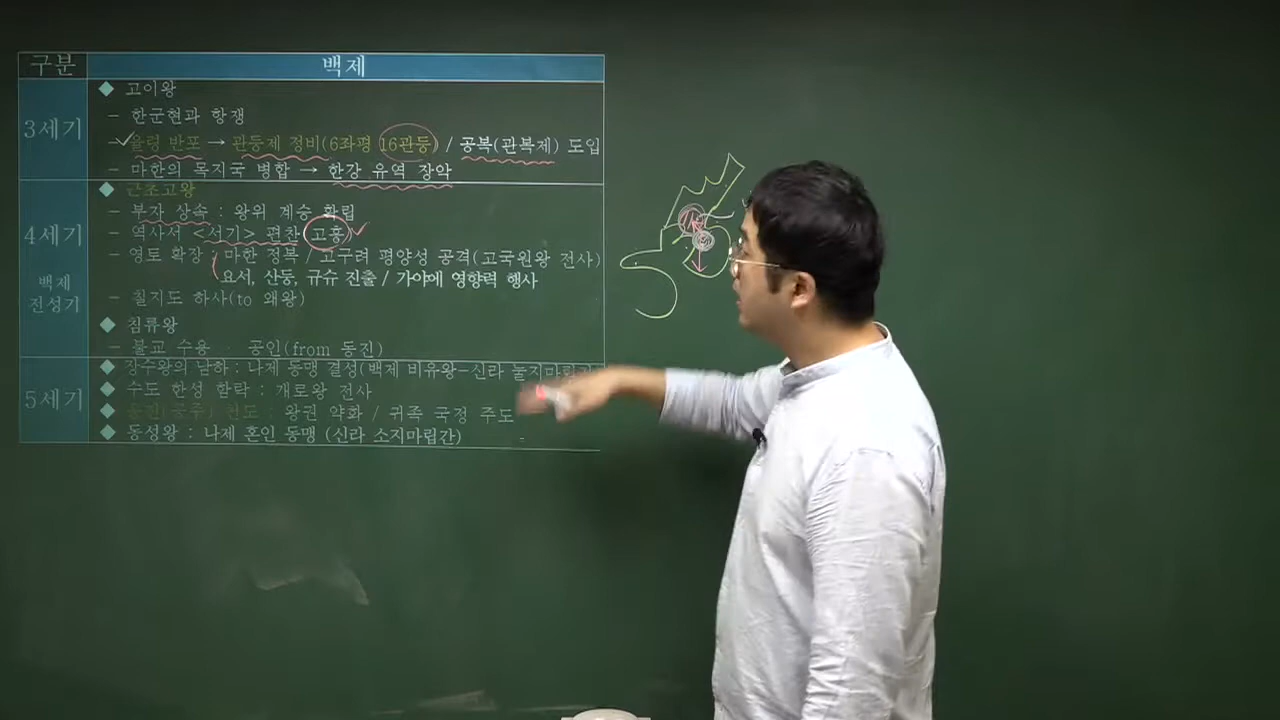 구분 백제
3세기
◆ 고이왕
- 한군현과 항쟁
- 율령 반포 → 관등제 정비(6좌평 16관등) / 공복(관복제) 도입
- 마한의 목지국 병합 → 한강 유역 장악
4세기
백제
전성기
◆ 근초고왕
- 부자 상속 : 왕위 계승 확립
- 역사서 <서기> 편찬(고흥)
- 영토 확장 : 마한 정복 / 고구려 평양성 공격(고국원왕 전사)
요서, 산둥, 규슈 진출 / 가야에 영향력 행사
- 칠지도 하사(to 왜왕)
◆ 침류왕
- 불교 수용 · 공인(from 동진)
5세기
◆ 장수왕의 남하 : 나제 동맹 결성(백제 비유왕-신라 눌지마립간
◆ 수도 한성 함락 : 개로왕 전사
◆ 웅진(공주) 천도 : 왕권 약화 / 귀족 국정 주도
◆ 동성왕 : 나제 혼인 동맹 (신라 소지마립간)